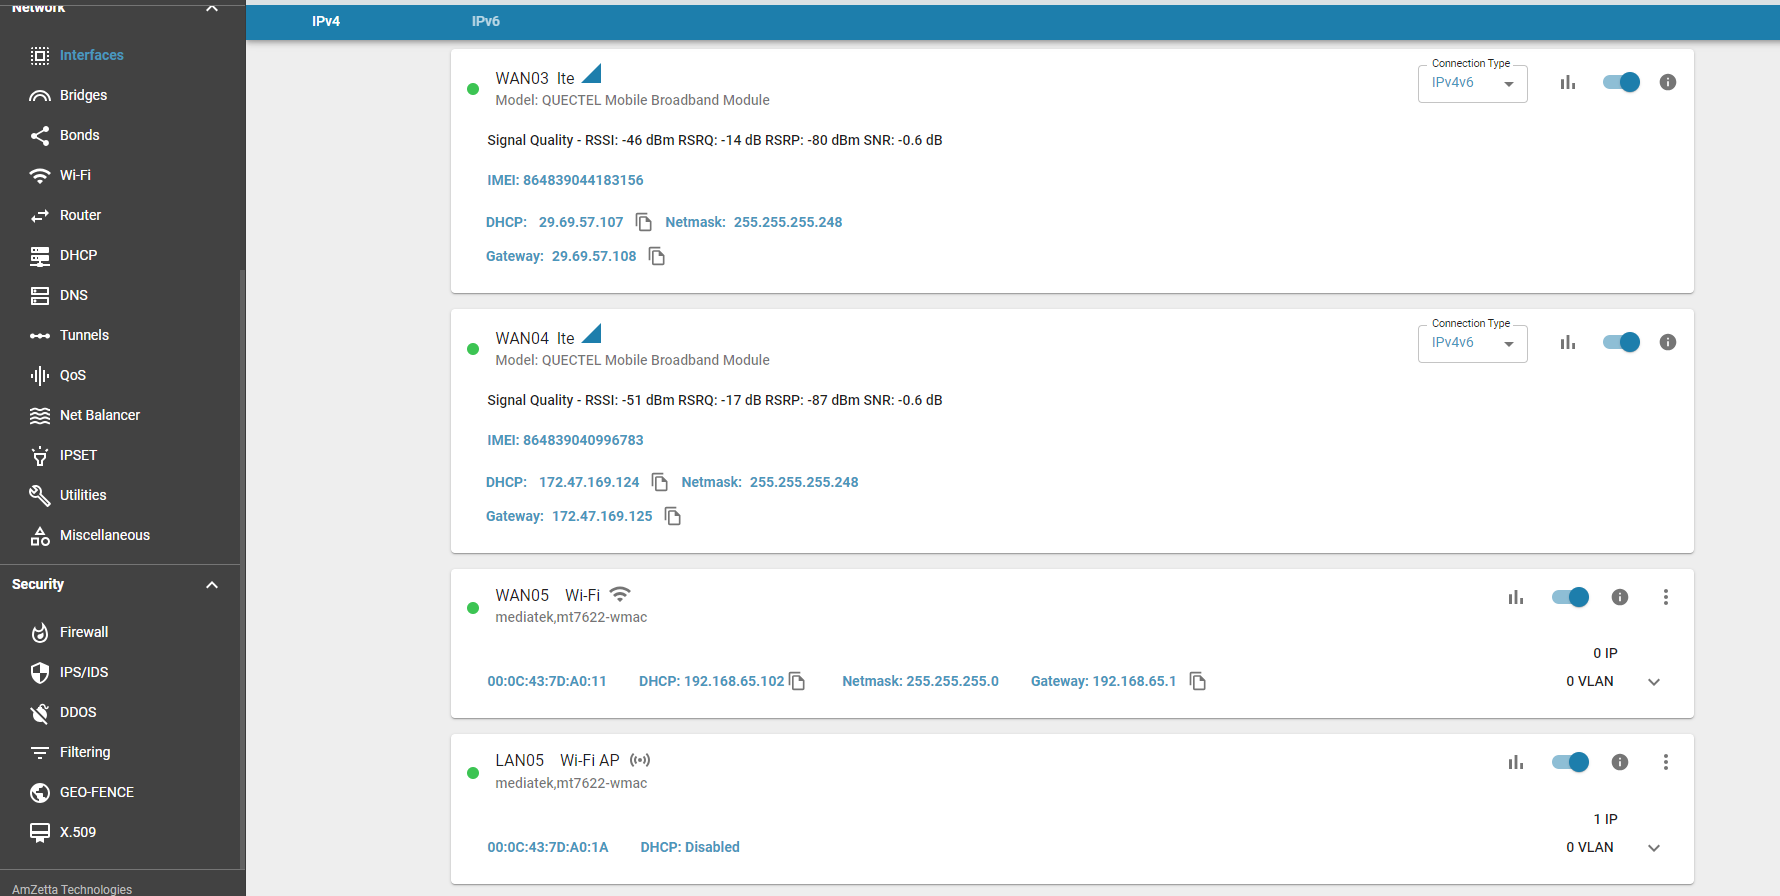 Network
Interfaces
Bridges
Bonds
Wi-Fi
Router
DHCP
DNS
Tunnels
QoS
Net Balancer
IPSET
Utilities
Miscellaneous
Security
Firewall
IPS/IDS
DDOS
Filtering
GEO-FENCE
X.509
AmZetta Technologies
IPv4 IPv6
WAN03 lte
Model: QUECTEL Mobile Broadband Module
Connection Type
IPv4v6
Signal Quality - RSSI: -46 dBm RSRQ: -14 dB RSRP: -80 dBm SNR: -0.6 dB
IMEI: 864839044183156
DHCP: 29.69.57.107 Netmask: 255.255.255.248
Gateway: 29.69.57.108
WAN04 lte
Model: QUECTEL Mobile Broadband Module
Connection Type
IPv4v6
Signal Quality - RSSI: -51 dBm RSRQ: -17 dB RSRP: -87 dBm SNR: -0.6 dB
IMEI: 864839040996783
DHCP: 172.47.169.124 Netmask: 255.255.255.248
Gateway: 172.47.169.125
WAN05 Wi-Fi
mediatek,mt7622-wmac
0 IP
00:0C:43:7D:A0:11 DHCP: 192.168.65.102 Netmask: 255.255.255.0 Gateway: 192.168.65.1 0 VLAN
LAN05 Wi-Fi AP
mediatek,mt7622-wmac
1 IP
00:0C:43:7D:A0:1A DHCP: Disabled 0 VLAN